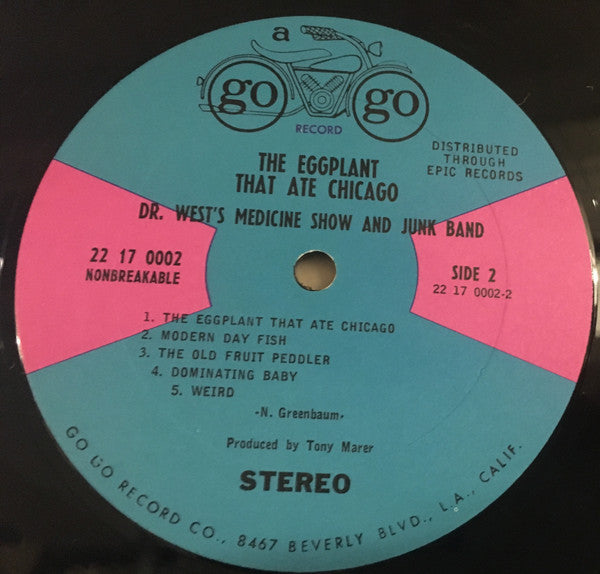 a
go go
RECORD
DISTRIBUTED
THROUGH
EPIC RECORDS
THE EGGPLANT
THAT ATE CHICAGO
DR. WEST'S MEDICINE SHOW AND JUNK BAND
22 17 0002
NONBREAKABLE
SIDE 2
22 17 0002-2
1. THE EGGPLANT THAT ATE CHICAGO
2. MODERN DAY FISH
3. THE OLD FRUIT PEDDLER
4. DOMINATING BABY
5. WEIRD
-N. Greenbaum-
Produced by Tony Marer
STEREO
GO GO RECORD CO., 8467 BEVERLY BLVD., L.A., CALIF.